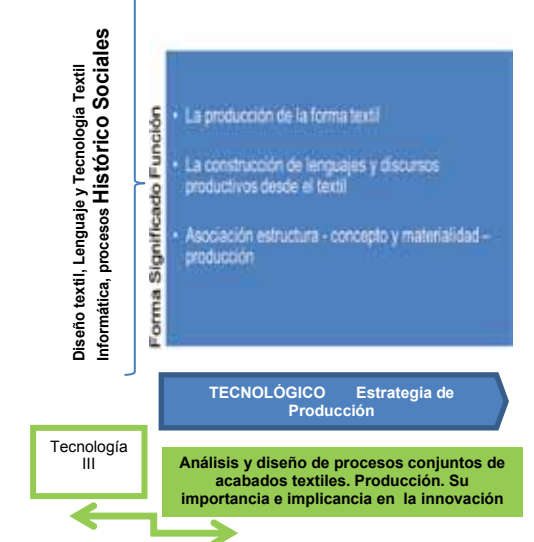 Diseño textil, Lenguaje y Tecnología Textil
Informática, procesos Histórico Sociales
Forma Significado Función
• La producción de la forma textil
• La construcción de lenguajes y discursos
productivos desde el textil
• Asociación estructura - concepto y materialidad –
producción
TECNOLÓGICO Estrategia de
Producción
Tecnología
III
Análisis y diseño de procesos conjuntos de
acabados textiles. Producción. Su
importancia e implicancia en la innovación